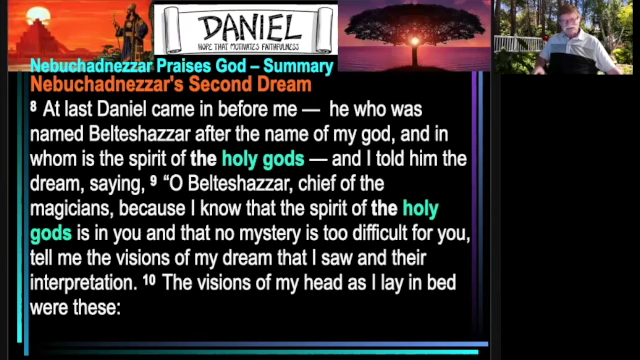 DANIEL
HOPE THAT MOTIVATES FAITHFULNESS
Nebuchadnezzar Praises God – Summary
Nebuchadnezzar's Second Dream
8 At last Daniel came in before me — he who was
named Belteshazzar after the name of my god, and in
whom is the spirit of the holy gods — and I told him the
dream, saying, 9 “O Belteshazzar, chief of the
magicians, because I know that the spirit of the holy
gods is in you and that no mystery is too difficult for you,
tell me the visions of my dream that I saw and their
interpretation. 10 The visions of my head as I lay in bed
were these: